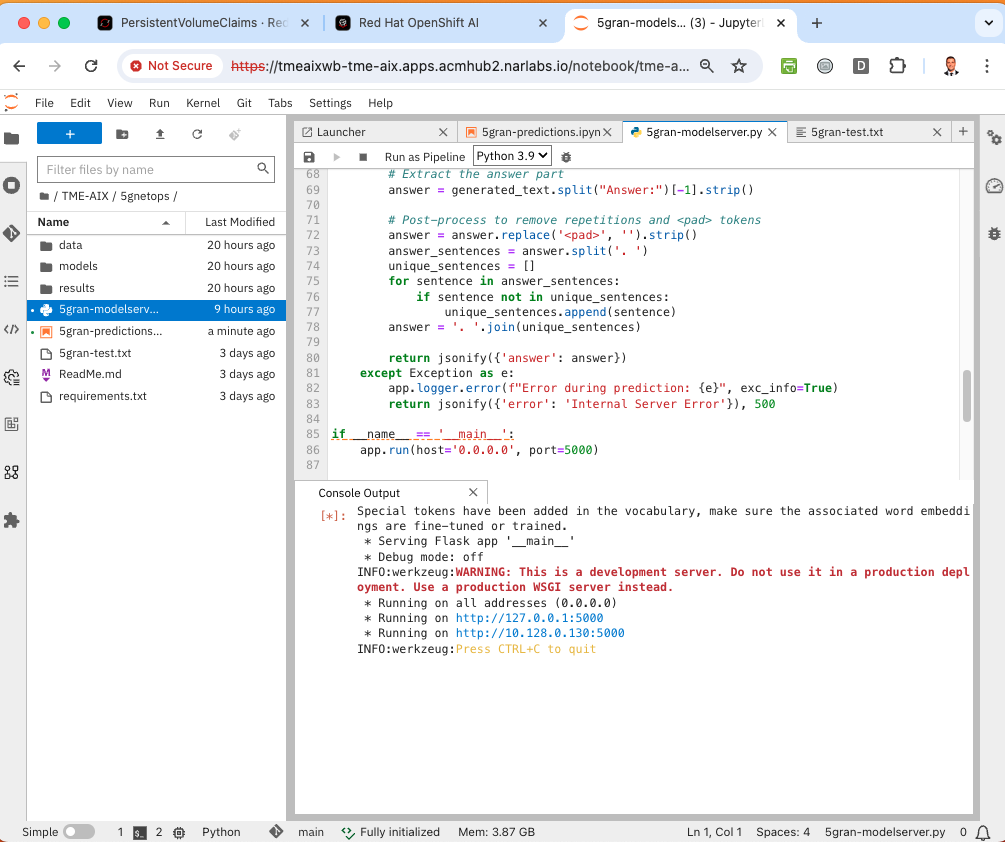 PersistentVolumeClaims · Red
Red Hat OpenShift AI
5gran-models... (3) - Jupyter
Not Secure
https://tmeaixwb-tme-aix.apps.acmhub2.narlabs.io/notebook/tme-a...
File Edit View Run Kernel Git Tabs Settings Help
Filter files by name
/ TME-AIX / 5gnetops /
Name Last Modified
data 20 hours ago
models 20 hours ago
results 20 hours ago
5gran-modelserv... 9 hours ago
5gran-predictions... a minute ago
5gran-test.txt 3 days ago
ReadMe.md 3 days ago
requirements.txt 3 days ago
Launcher
5gran-predictions.ipyn
5gran-modelserver.py
5gran-test.txt
Run as Pipeline Python 3.9
68 # Extract the answer part
69 answer = generated_text.split("Answer:")[-1].strip()
70
71 # Post-process to remove repetitions and <pad> tokens
72 answer = answer.replace('<pad>', '').strip()
73 answer_sentences = answer.split('. ')
74 unique_sentences = []
75 for sentence in answer_sentences:
76 if sentence not in unique_sentences:
77 unique_sentences.append(sentence)
78 answer = '. '.join(unique_sentences)
79
80 return jsonify({'answer': answer})
81 except Exception as e:
82 app.logger.error(f"Error during prediction: {e}", exc_info=True)
83 return jsonify({'error': 'Internal Server Error'}), 500
84
85 if __name__ == '__main__':
86 app.run(host='0.0.0.0', port=5000)
87
Console Output
[*]: Special tokens have been added in the vocabulary, make sure the associated word embeddi
ngs are fine-tuned or trained.
* Serving Flask app '__main__'
* Debug mode: off
INFO:werkzeug:WARNING: This is a development server. Do not use it in a production depl
oyment. Use a production WSGI server instead.
* Running on all addresses (0.0.0.0)
* Running on http://127.0.0.1:5000
* Running on http://10.128.0.130:5000
INFO:werkzeug:Press CTRL+C to quit
Simple 1 2 Python main Fully initialized Mem: 3.87 GB Ln 1, Col 1 Spaces: 4 5gran-modelserver.py 0